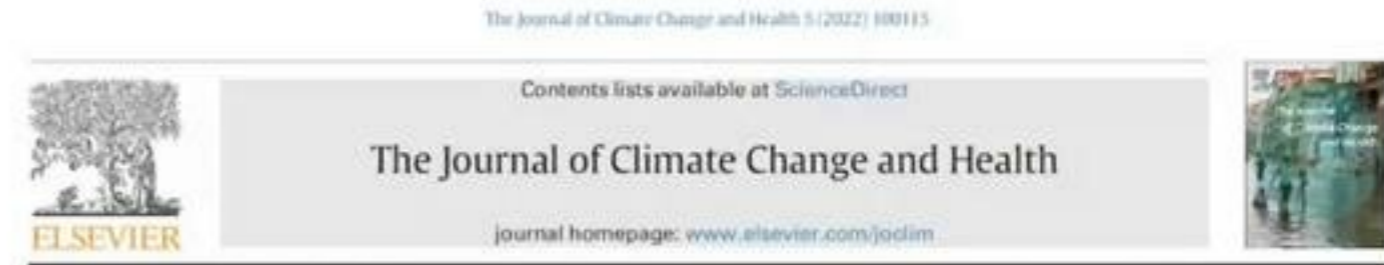 The Journal of Climate Change and Health 5 (2022) 100115
Contents lists available at ScienceDirect
The Journal of Climate Change and Health
journal homepage: www.elsevier.com/joclim
ELSEVIER